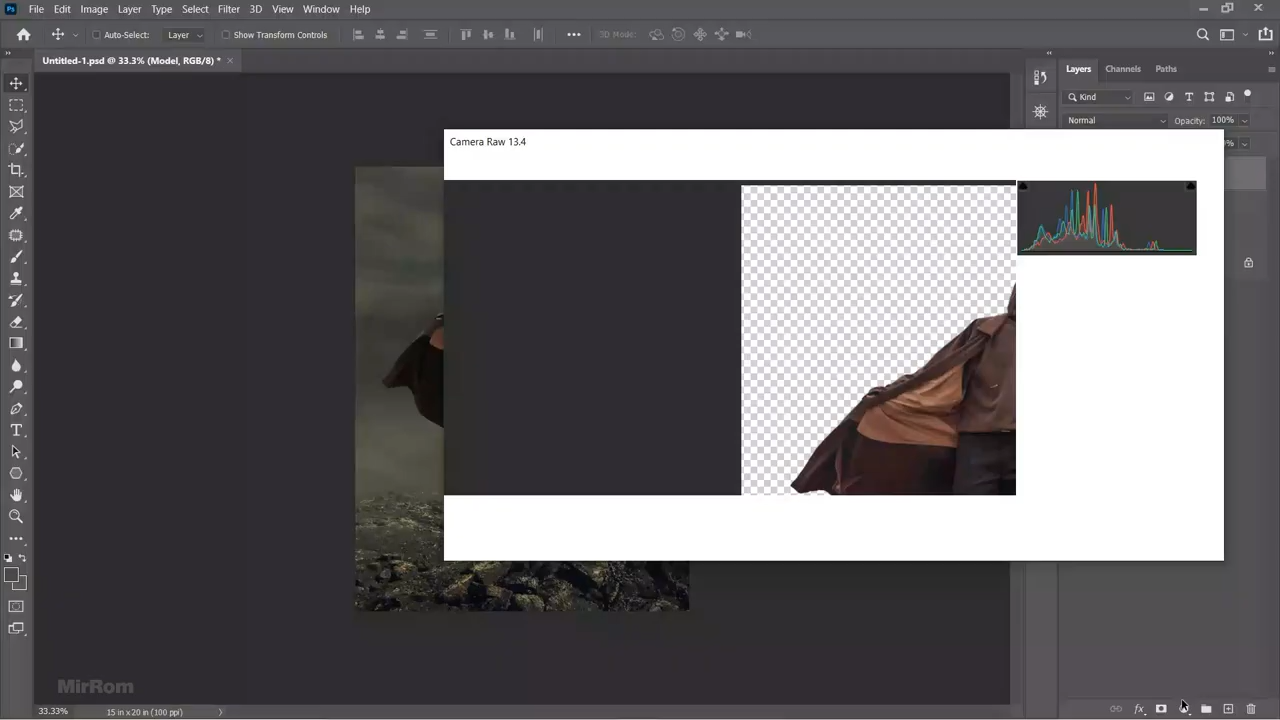 Ps File Edit Image Layer Type Select Filter 3D View Window Help
Auto-Select: Layer Show Transform Controls 3D Mode:
Untitled-1.psd @ 33.3% (Model, RGB/8) * ×
Layers Channels Paths
Kind
Normal Opacity: 100%
Camera Raw 13.4
MirRom
33.33% 15 in x 20 in (100 ppi)